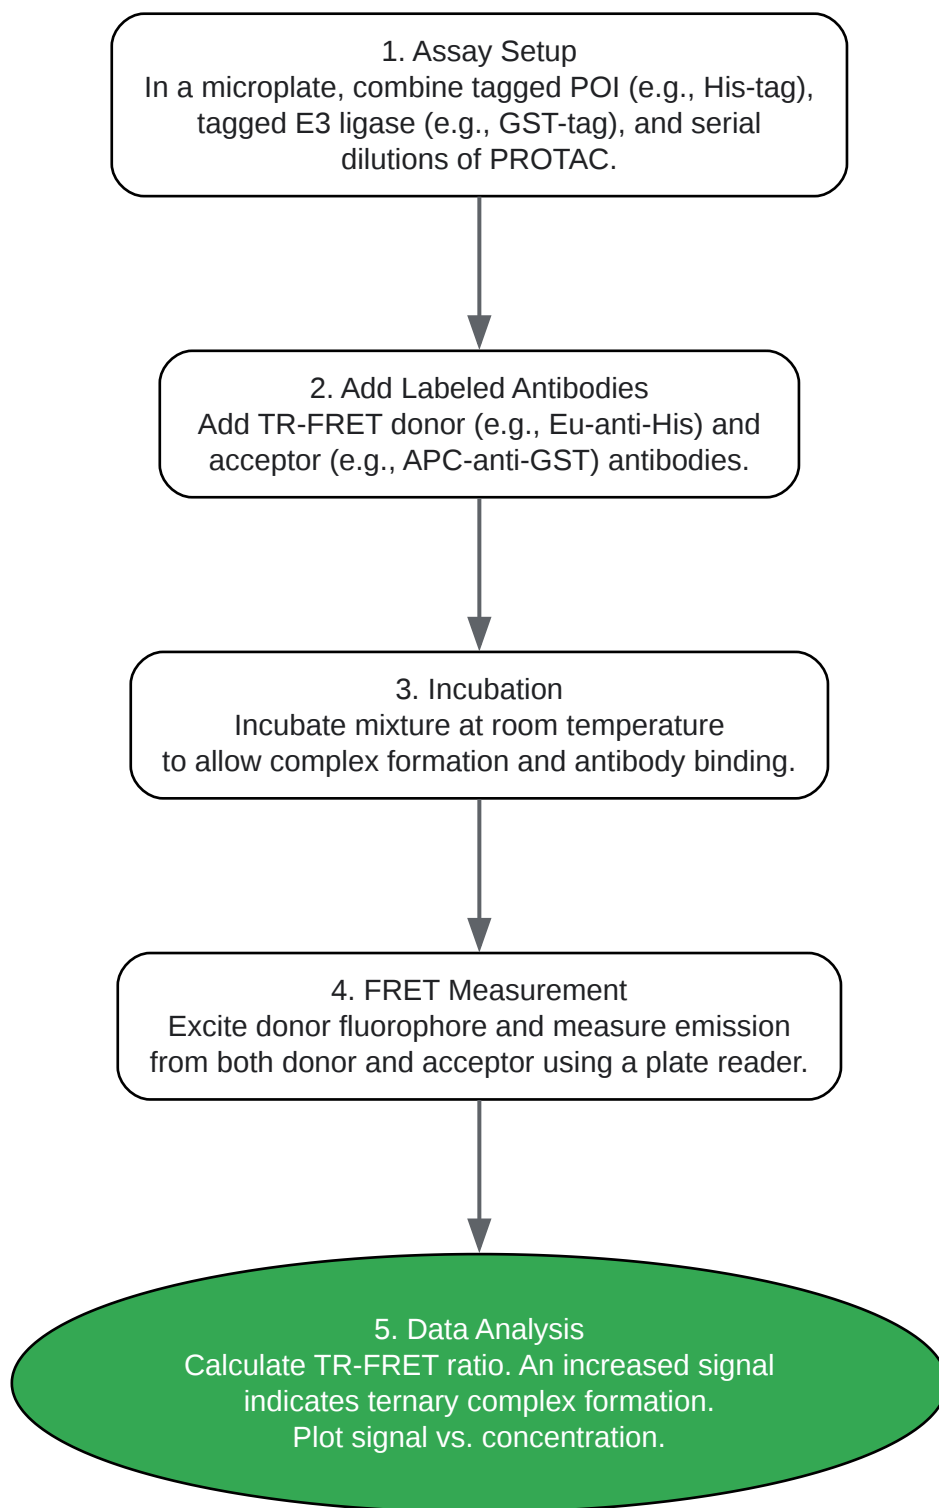 1. Assay Setup
In a microplate, combine tagged POI (e.g., His-tag),
tagged E3 ligase (e.g., GST-tag), and serial
dilutions of PROTAC.
2. Add Labeled Antibodies
Add TR-FRET donor (e.g., Eu-anti-His) and
acceptor (e.g., APC-anti-GST) antibodies.
3. Incubation
Incubate mixture at room temperature
to allow complex formation and antibody binding.
4. FRET Measurement
Excite donor fluorophore and measure emission
from both donor and acceptor using a plate reader.
5. Data Analysis
Calculate TR-FRET ratio. An increased signal
indicates ternary complex formation.
Plot signal vs. concentration.